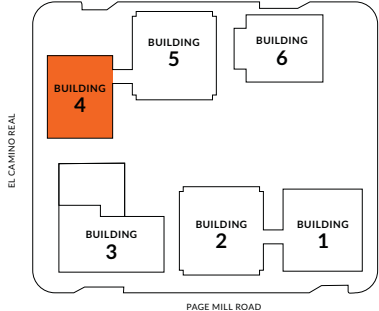 BUILDING
5
BUILDING
6
BUILDING
4
EL CAMINO REAL
BUILDING
3
BUILDING
2
BUILDING
1
PAGE MILL ROAD